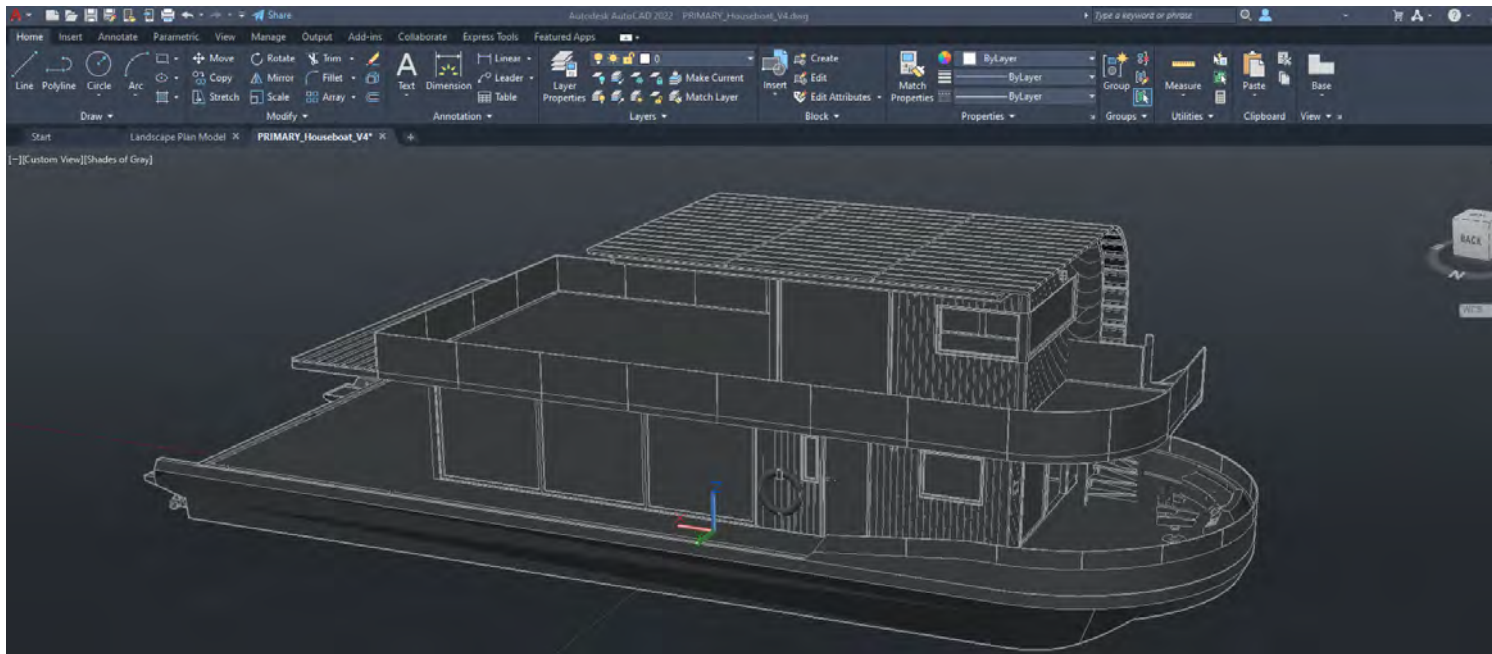 Share
Autodesk AutoCAD 2022 PRIMARY_Houseboat_V4.dwg
Type a keyword or phrase
Home Insert Annotate Parametric View Manage Output Add-ins Collaborate Express Tools Featured Apps
Move Rotate Trim Linear 0 Create ByLayer
Copy Mirror Fillet Leader Make Current Edit ByLayer
Line Polyline Circle Arc Text Dimension Layer Properties Insert Match Properties Group Measure Paste Base
Stretch Scale Array Table Match Layer Edit Attributes ByLayer
Draw Modify Annotation Layers Block Properties Groups Utilities Clipboard View
Start Landscape Plan Model PRIMARY_Houseboat_V4*
[−][Custom View][Shades of Gray]
BACK
N
WCS